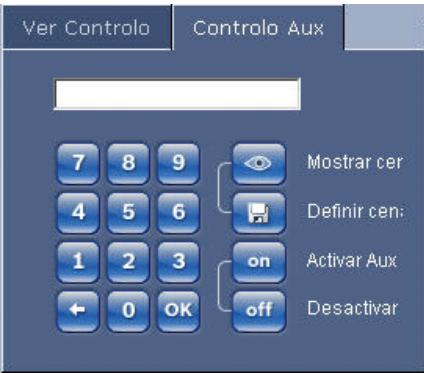 Ver Controlo Controlo Aux
7 8 9 Mostrar cer
4 5 6 Definir cen
1 2 3 on Activar Aux
0 OK off Desactivar